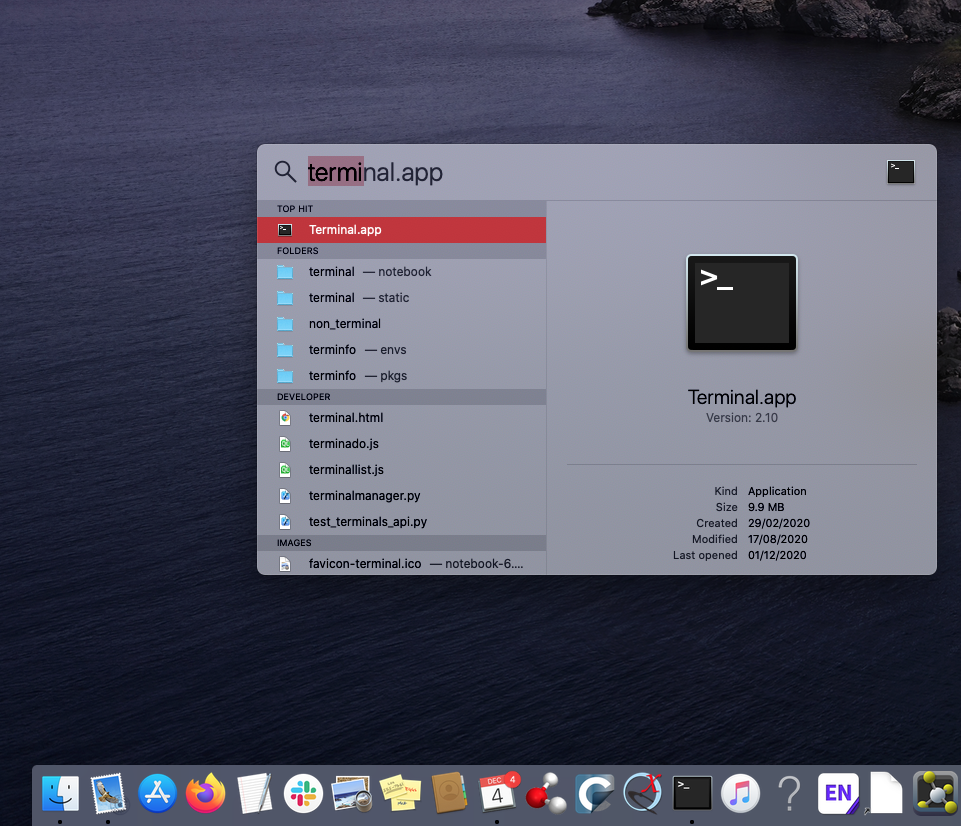 terminal.app
TOP HIT
Terminal.app
FOLDERS
terminal — notebook
terminal — static
non_terminal
terminfo — envs
terminfo — pkgs
DEVELOPER
terminal.html
terminado.js
terminallist.js
terminalmanager.py
test_terminals_api.py
IMAGES
favicon-terminal.ico — notebook-6....
>_
Terminal.app
Version: 2.10
Kind Application
Size 9.9 MB
Created 29/02/2020
Modified 17/08/2020
Last opened 01/12/2020
DEC 4
4
>_
?
EN